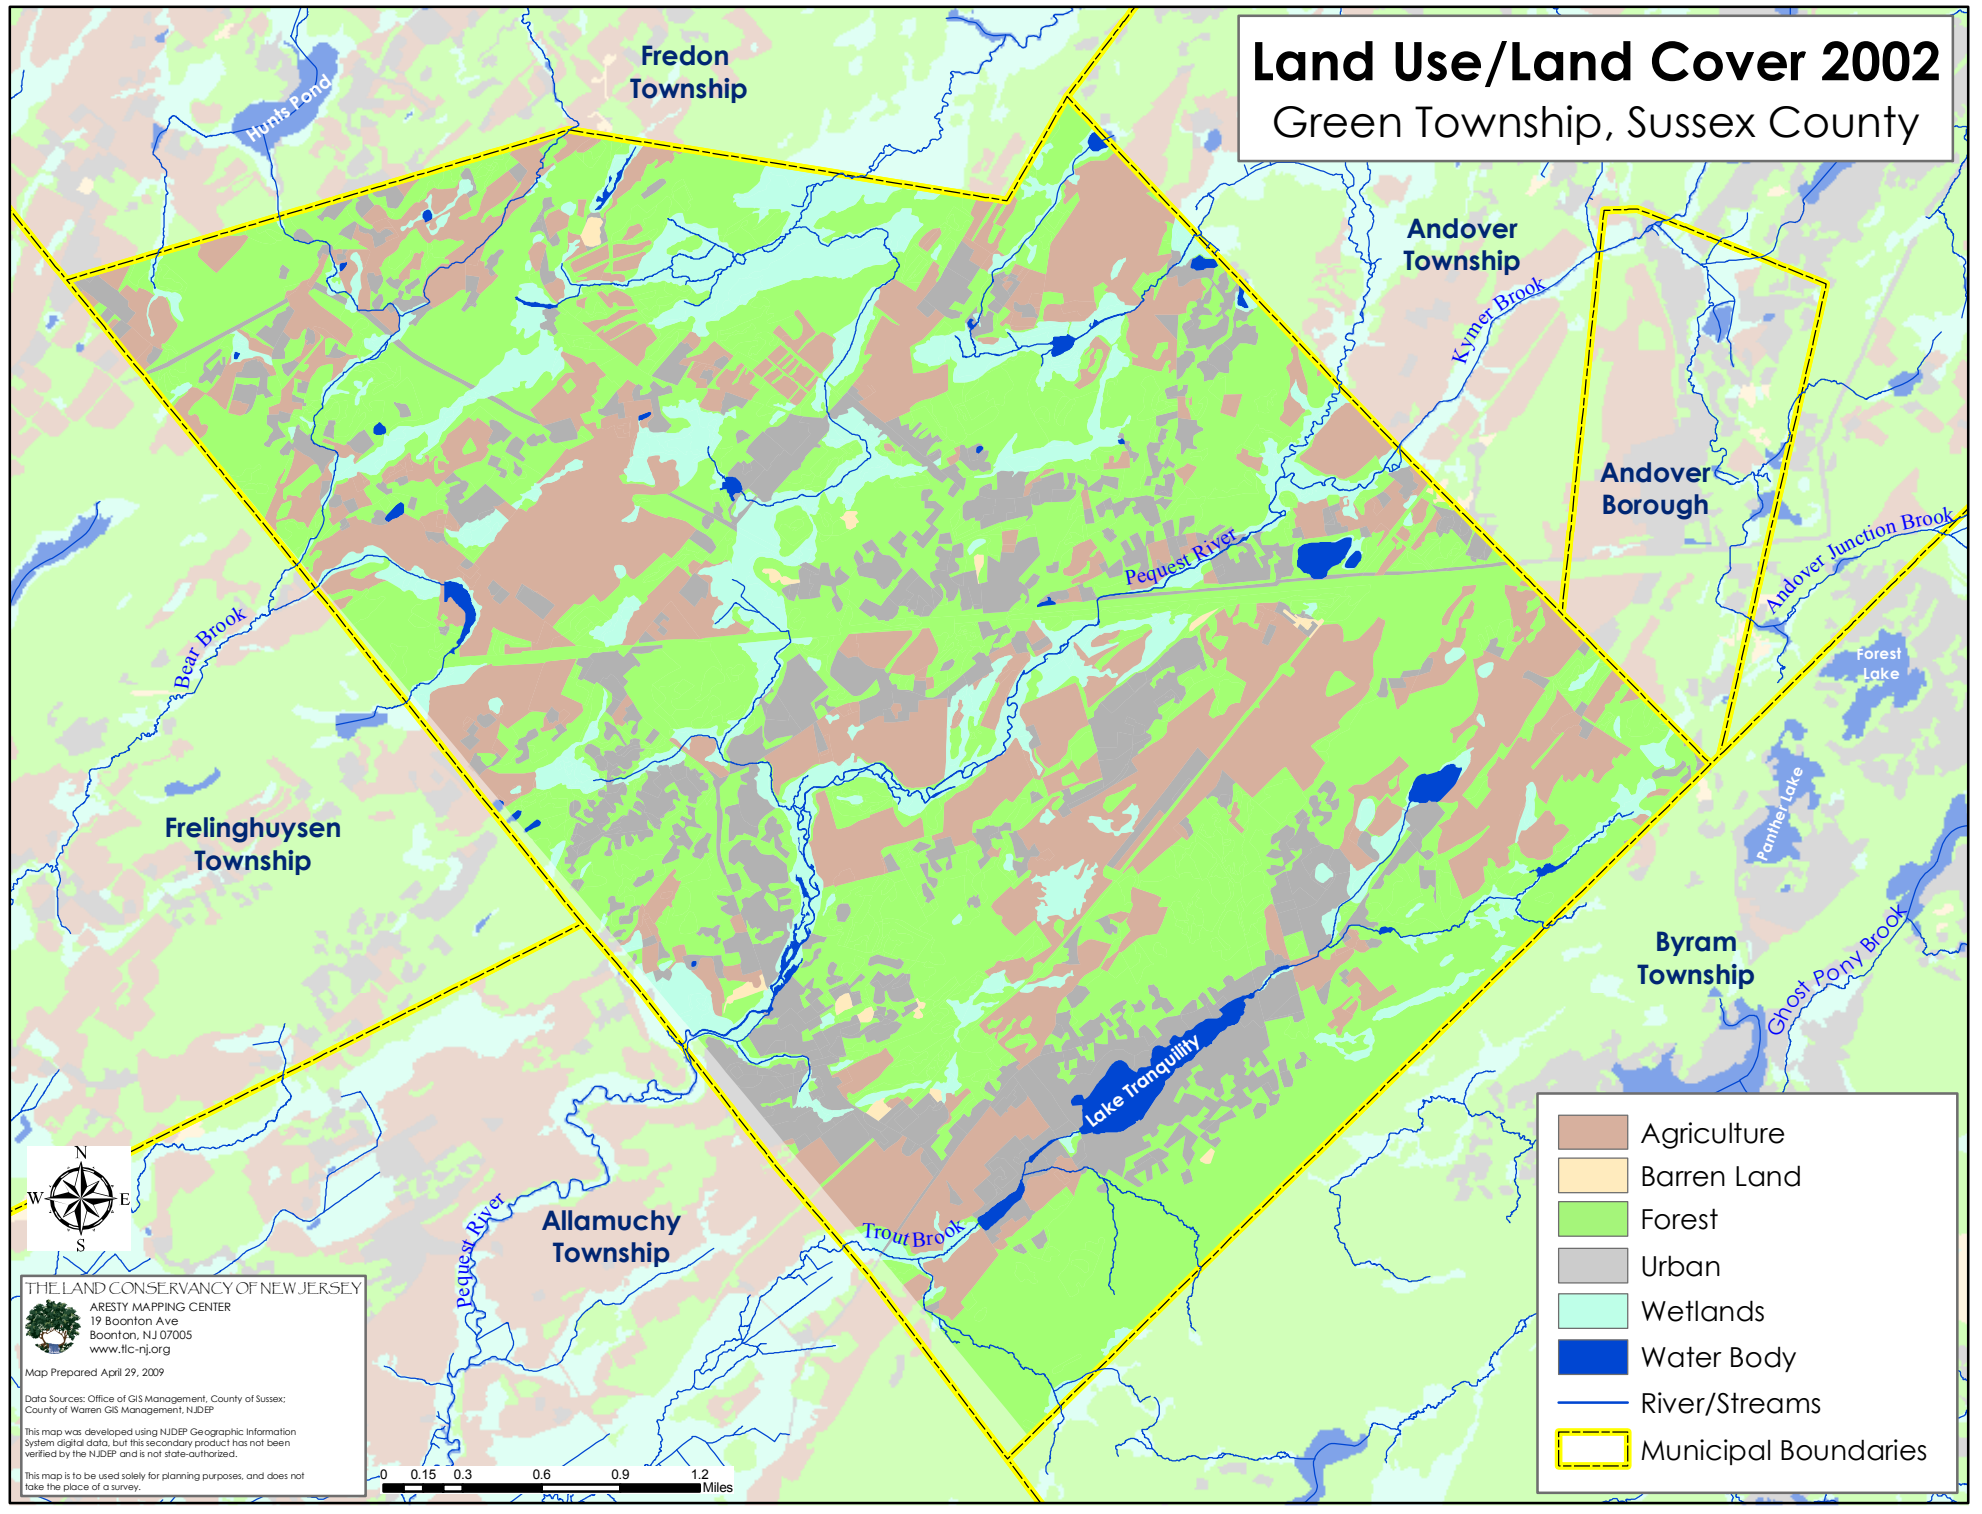 Land Use/Land Cover 2002
Green Township, Sussex County
Fredon
Township
Hunts Pond
Andover
Township
Kymer Brook
Andover
Borough
Andover Junction Brook
Pequest River
Bear Brook
Forest
Lake
Panther Lake
Frelinghuysen
Township
Byram
Township
Ghost Pony Brook
Lake Tranquility
Trout Brook
Allamuchy
Township
Pequest River
N
W
E
S
THE LAND CONSERVANCY OF NEW JERSEY
ARESTY MAPPING CENTER
19 Boonton Ave
Boonton, NJ 07005
www.tlc-nj.org
Map Prepared April 29, 2009
Data Sources: Office of GIS Management, County of Sussex;
County of Warren GIS Management, NJDEP
This map was developed using NJDEP Geographic Information
System digital data, but this secondary product has not been
verified by the NJDEP and is not state-authorized.
This map is to be used solely for planning purposes, and does not
take the place of a survey.
0 0.15 0.3 0.6 0.9 1.2
Miles
Agriculture
Barren Land
Forest
Urban
Wetlands
Water Body
River/Streams
Municipal Boundaries